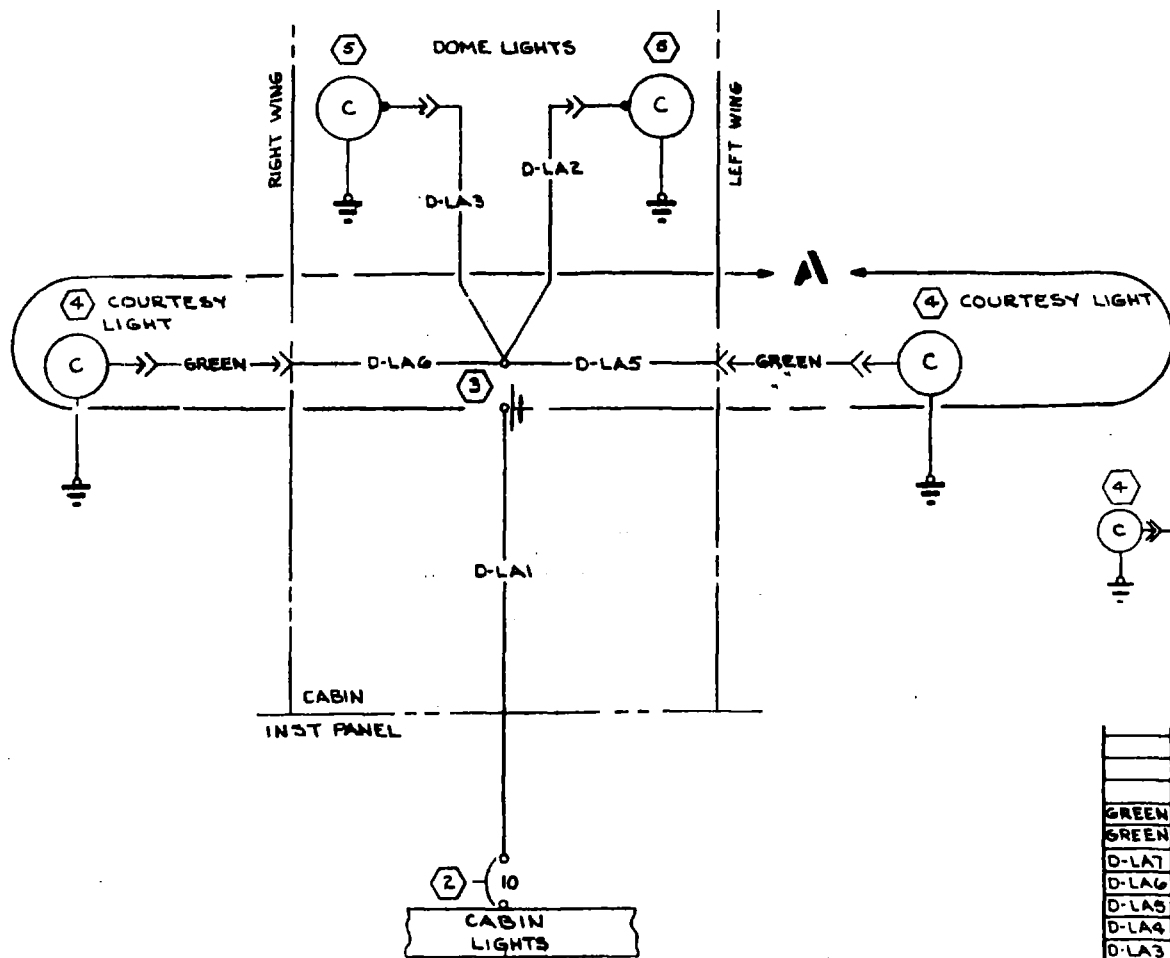 5
DOME LIGHTS
6
C
C
RIGHT WING
LEFT WING
D-LA3
D-LA2
A
4 COURTESY
LIGHT
4 COURTESY LIGHT
C
GREEN
D-LA6
D-LA5
GREEN
C
3
4
C
D-LA1
CABIN
INST PANEL
2
10
CABIN
LIGHTS
GREEN
GREEN
D-LA7
D-LA6
D-LA5
D-LA4
D-LA3